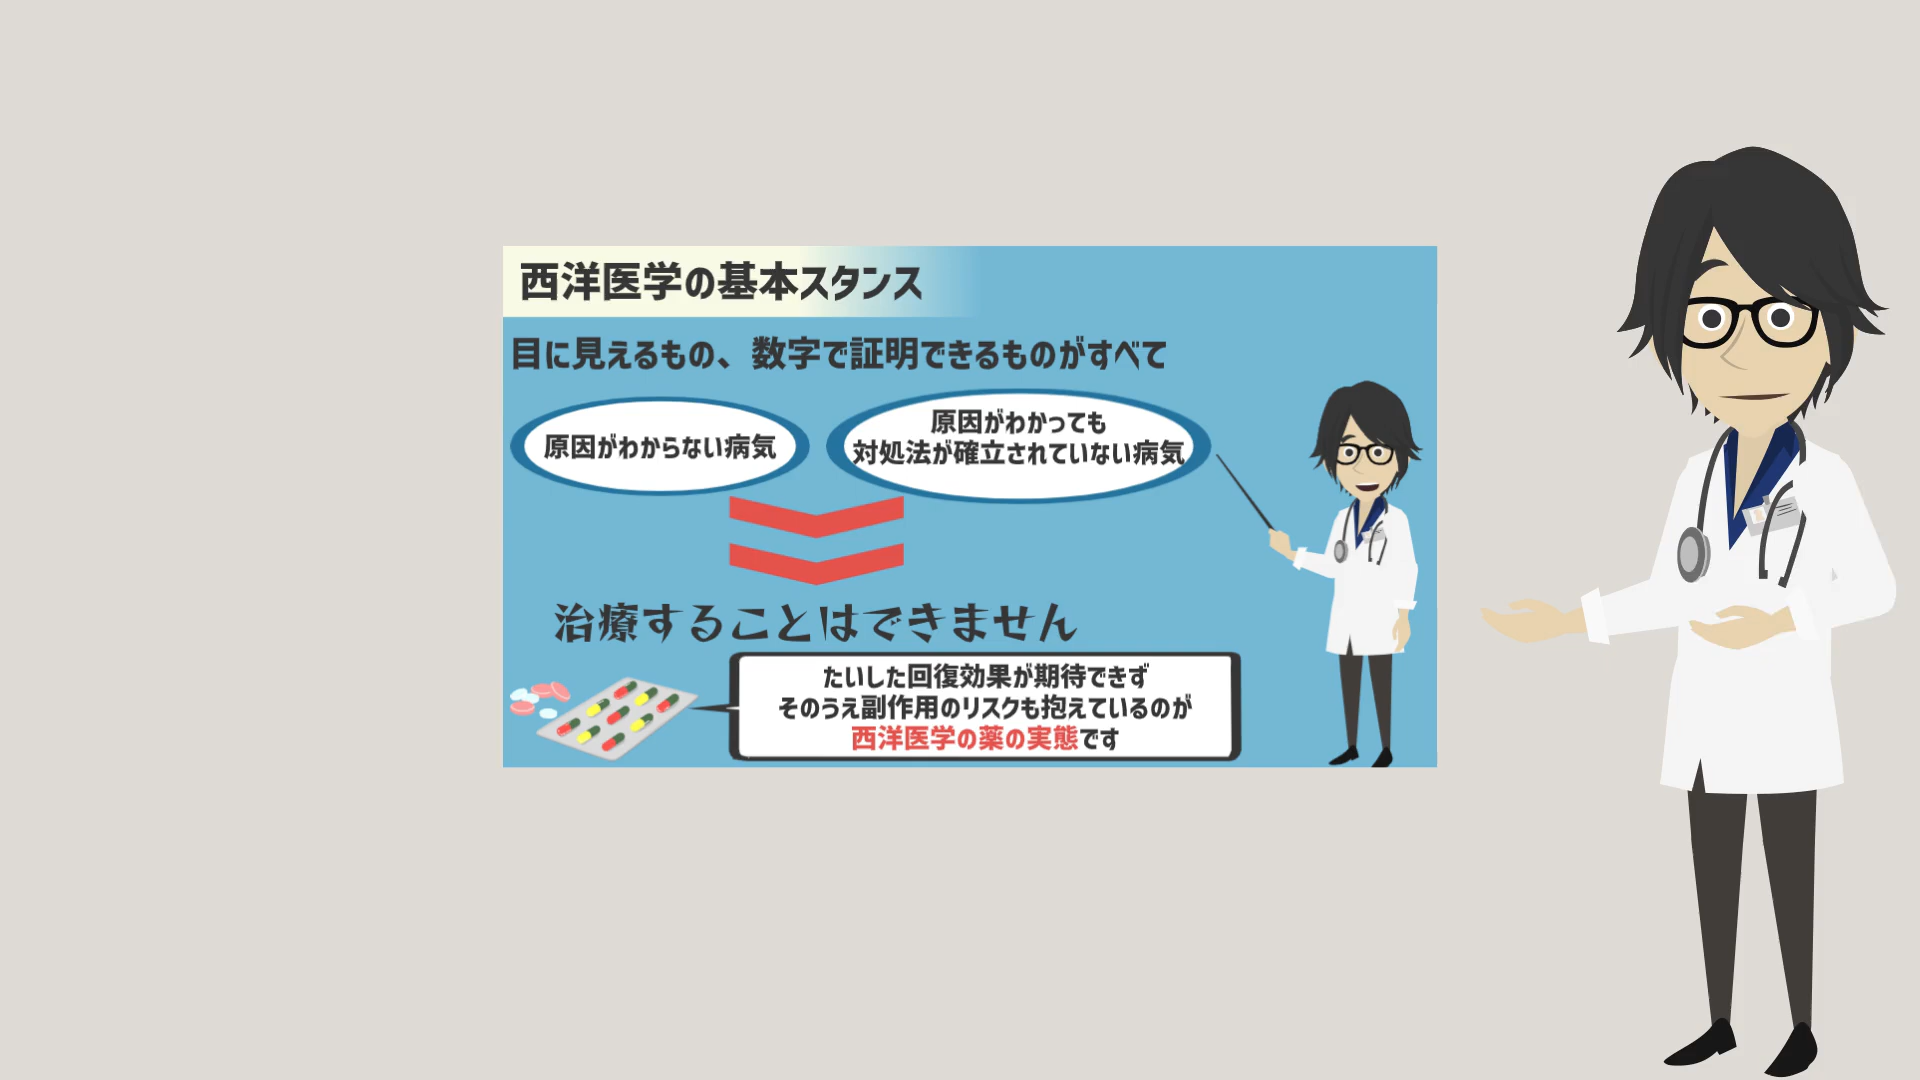 西洋医学の基本スタンス
目に見えるもの、数字で証明できるものがすべて
原因がわからない病気
原因がわかっても
対処法が確立されていない病気
治療することはできません
たいした回復効果が期待できず
そのうえ副作用のリスクも抱えているのが
西洋医学の薬の実態です